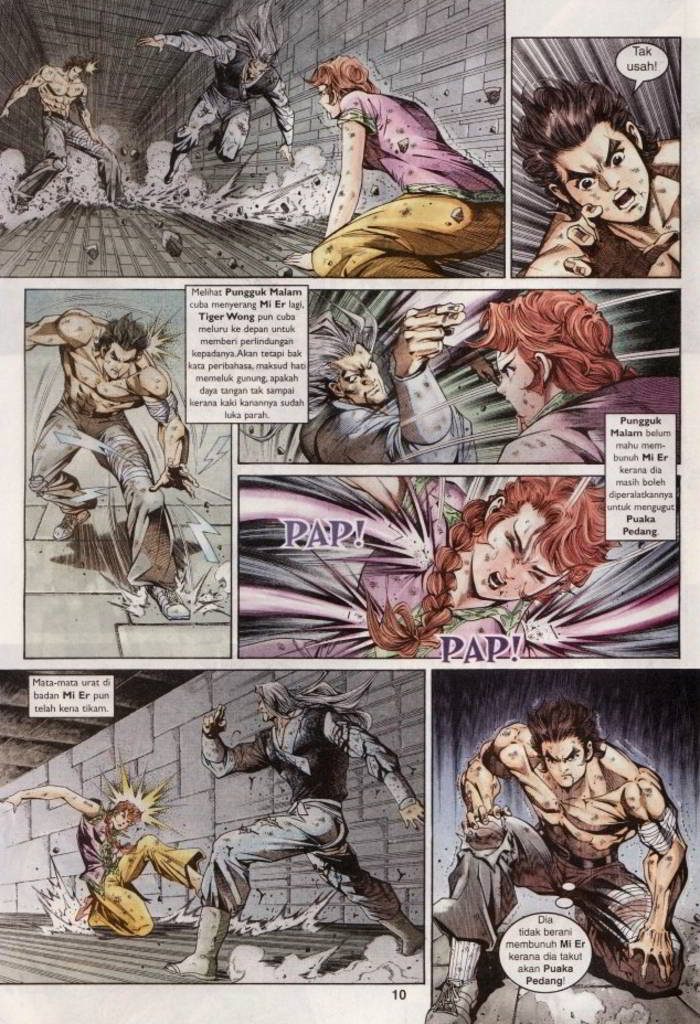 Tak
usah!
Melihat Pungguk Malam
cuba menyerang Mi Er lagi,
Tiger Wong pun cuba
meluru ke depan untuk
memberi perlindungan
kepadanya.Akan tetapi bak
kata peribahasa, maksud hati
memeluk gunung, apakah
daya tangan tak sampai
kerana kaki kanannya sudah
luka parah.
Pungguk
Malam belum
mahu mem-
bunuh Mi Er
kerana dia
masih boleh
diperalatkannya
untuk mengugut
Puaka
Pedang.
PAP!
PAP!
Mata-mata urat di
badan Mi Er pun
telah kena tikam.
Dia
tidak berani
membunuh Mi Er
kerana dia takut
akan Puaka
Pedang!
10